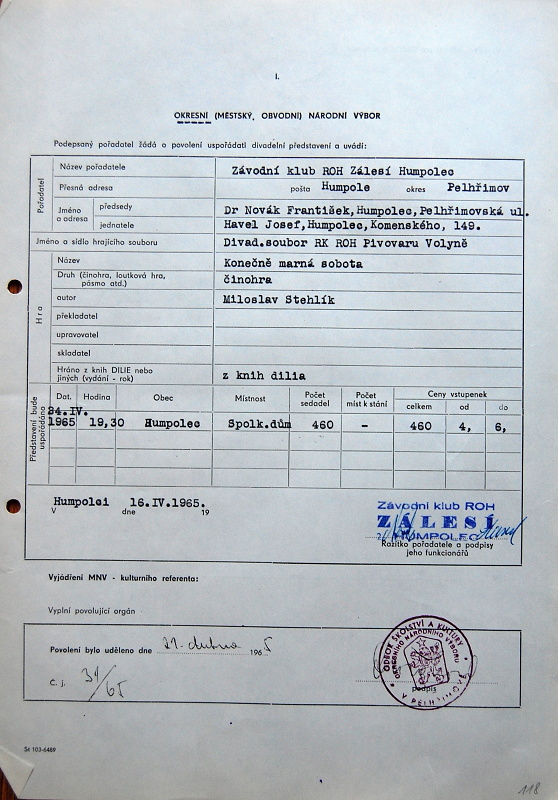 I.
OKRESNÍ (MĚSTSKÝ, OBVODNÍ) NÁRODNÍ VÝBOR
Podepsaný pořadatel žádá o povolení uspořádati divadelní představení a uvádí:
Pořadatel
Název pořadatele Závodní klub ROH Zálesí Humpolec
Přesná adresa pošta Humpole okres Pelhřimov
Jméno a adresa předsedy Dr Novák František, Humpolec, Pelhřimovská ul.
jednatele Havel Josef, Humpolec, Komenského, 149.
Jméno a sídlo hrajícího souboru Divad.soubor RK ROH Pivovaru Volyně
Hra
Název Konečně marná sobota
Druh (činohra, loutková hra, pásmo atd.) činohra
autor Miloslav Stehlík
překladatel
upravovatel
skladatel
Hráno z knih DILIE nebo jiných (vydání - rok) z knih dilia
Představení bude uspořádáno
Dat. Hodina Obec Místnost Počet sedadel Počet míst k stání Ceny vstupenek
celkem od do
24.IV.
1965 19,30 Humpolec Spolk.dům 460 – 460 4, 6,
Humpolci 16.IV.1965.
V dne 19
Závodní klub ROH
ZÁLESÍ
HUMPOLEC
Razítko pořadatele a podpisy
jeho funkcionářů
Vyjádření MNV - kulturního referenta:
Vyplní povolující orgán
Povolení bylo uděleno dne 21. dubna 1965
č. j. 31/65
ODBOR ŠKOLSTVÍ A KULTURY
OKRESNÍHO NÁRODNÍHO VÝBORU
V PELHŘIMOVĚ
podpis
St 103-6489
118